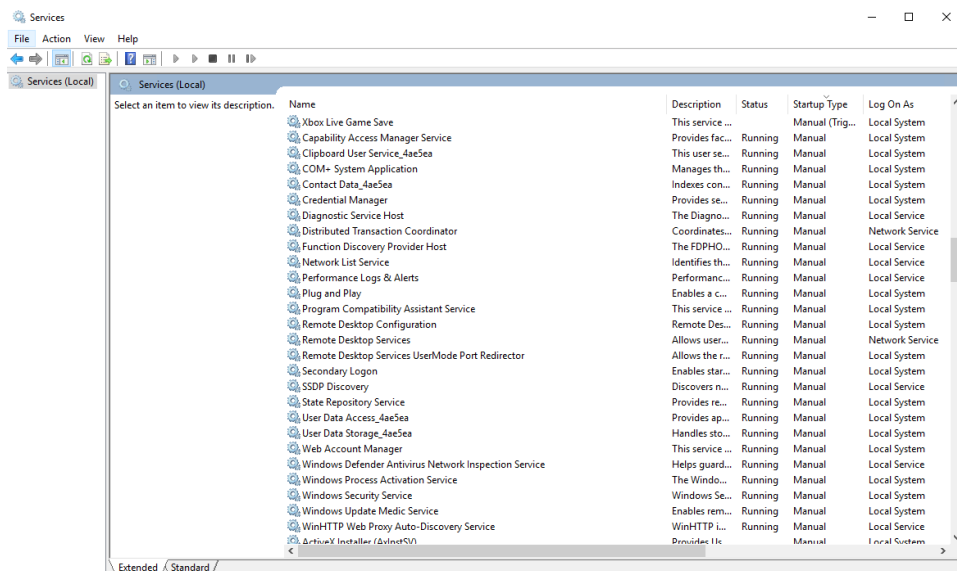 Services
File Action View Help
Services (Local)
Services (Local)
Select an item to view its description.
Name Description Status Startup Type Log On As
Xbox Live Game Save This service ... Manual (Trig... Local System
Capability Access Manager Service Provides fac... Running Manual Local System
Clipboard User Service_4ae5ea This user se... Running Manual Local System
COM+ System Application Manages th... Running Manual Local System
Contact Data_4ae5ea Indexes con... Running Manual Local System
Credential Manager Provides se... Running Manual Local System
Diagnostic Service Host The Diagno... Running Manual Local Service
Distributed Transaction Coordinator Coordinates... Running Manual Network Service
Function Discovery Provider Host The FDPHO... Running Manual Local Service
Network List Service Identifies th... Running Manual Local Service
Performance Logs & Alerts Performanc... Running Manual Local Service
Plug and Play Enables a c... Running Manual Local System
Program Compatibility Assistant Service This service ... Running Manual Local System
Remote Desktop Configuration Remote Des... Running Manual Local System
Remote Desktop Services Allows user... Running Manual Network Service
Remote Desktop Services UserMode Port Redirector Allows the r... Running Manual Local System
Secondary Logon Enables star... Running Manual Local System
SSDP Discovery Discovers n... Running Manual Local Service
State Repository Service Provides re... Running Manual Local System
User Data Access_4ae5ea Provides ap... Running Manual Local System
User Data Storage_4ae5ea Handles sto... Running Manual Local System
Web Account Manager This service ... Running Manual Local System
Windows Defender Antivirus Network Inspection Service Helps guard... Running Manual Local Service
Windows Process Activation Service The Windo... Running Manual Local System
Windows Security Service Windows Se... Running Manual Local System
Windows Update Medic Service Enables rem... Running Manual Local System
WinHTTP Web Proxy Auto-Discovery Service WinHTTP i... Running Manual Local Service
ActiveX Installer (AxInstSV) Provides Us... Manual Local System
Extended Standard